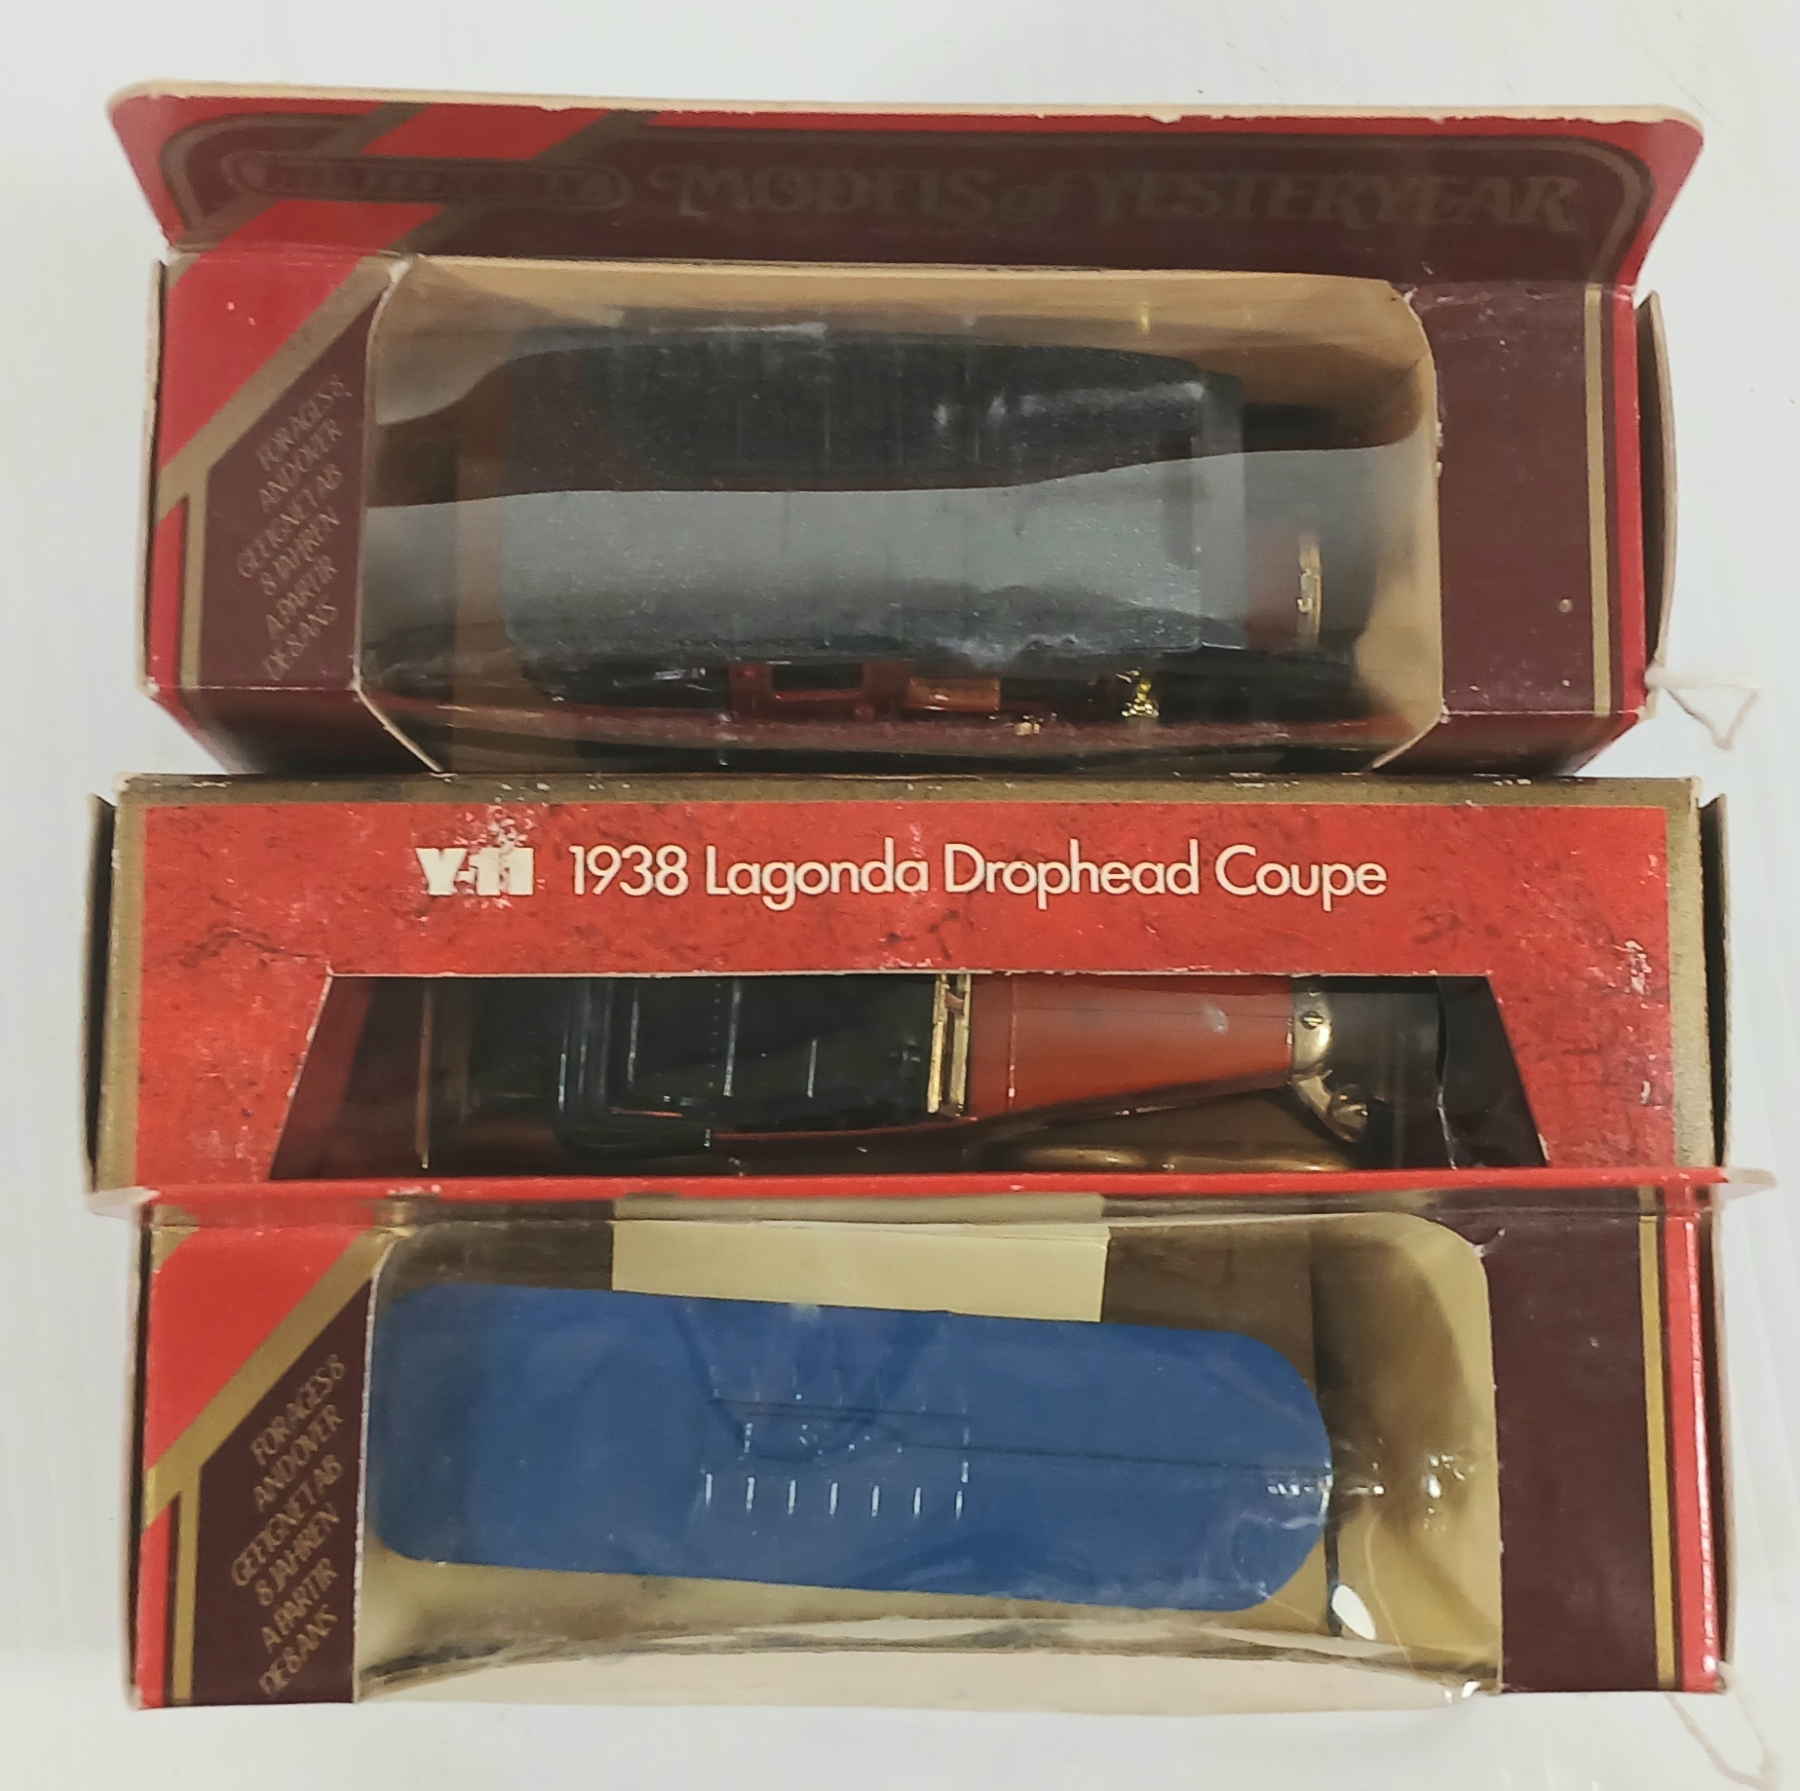 MATCHBOX MODELS of YESTERYEAR
FOR AGES 8
AND OVER
GEEIGNET AB
8 JAHREN
A PARTIR
DE 8 ANS
Y-11 1938 Lagonda Drophead Coupe
FOR AGES 8
AND OVER
GEEIGNET AB
8 JAHREN
A PARTIR
DE 8 ANS